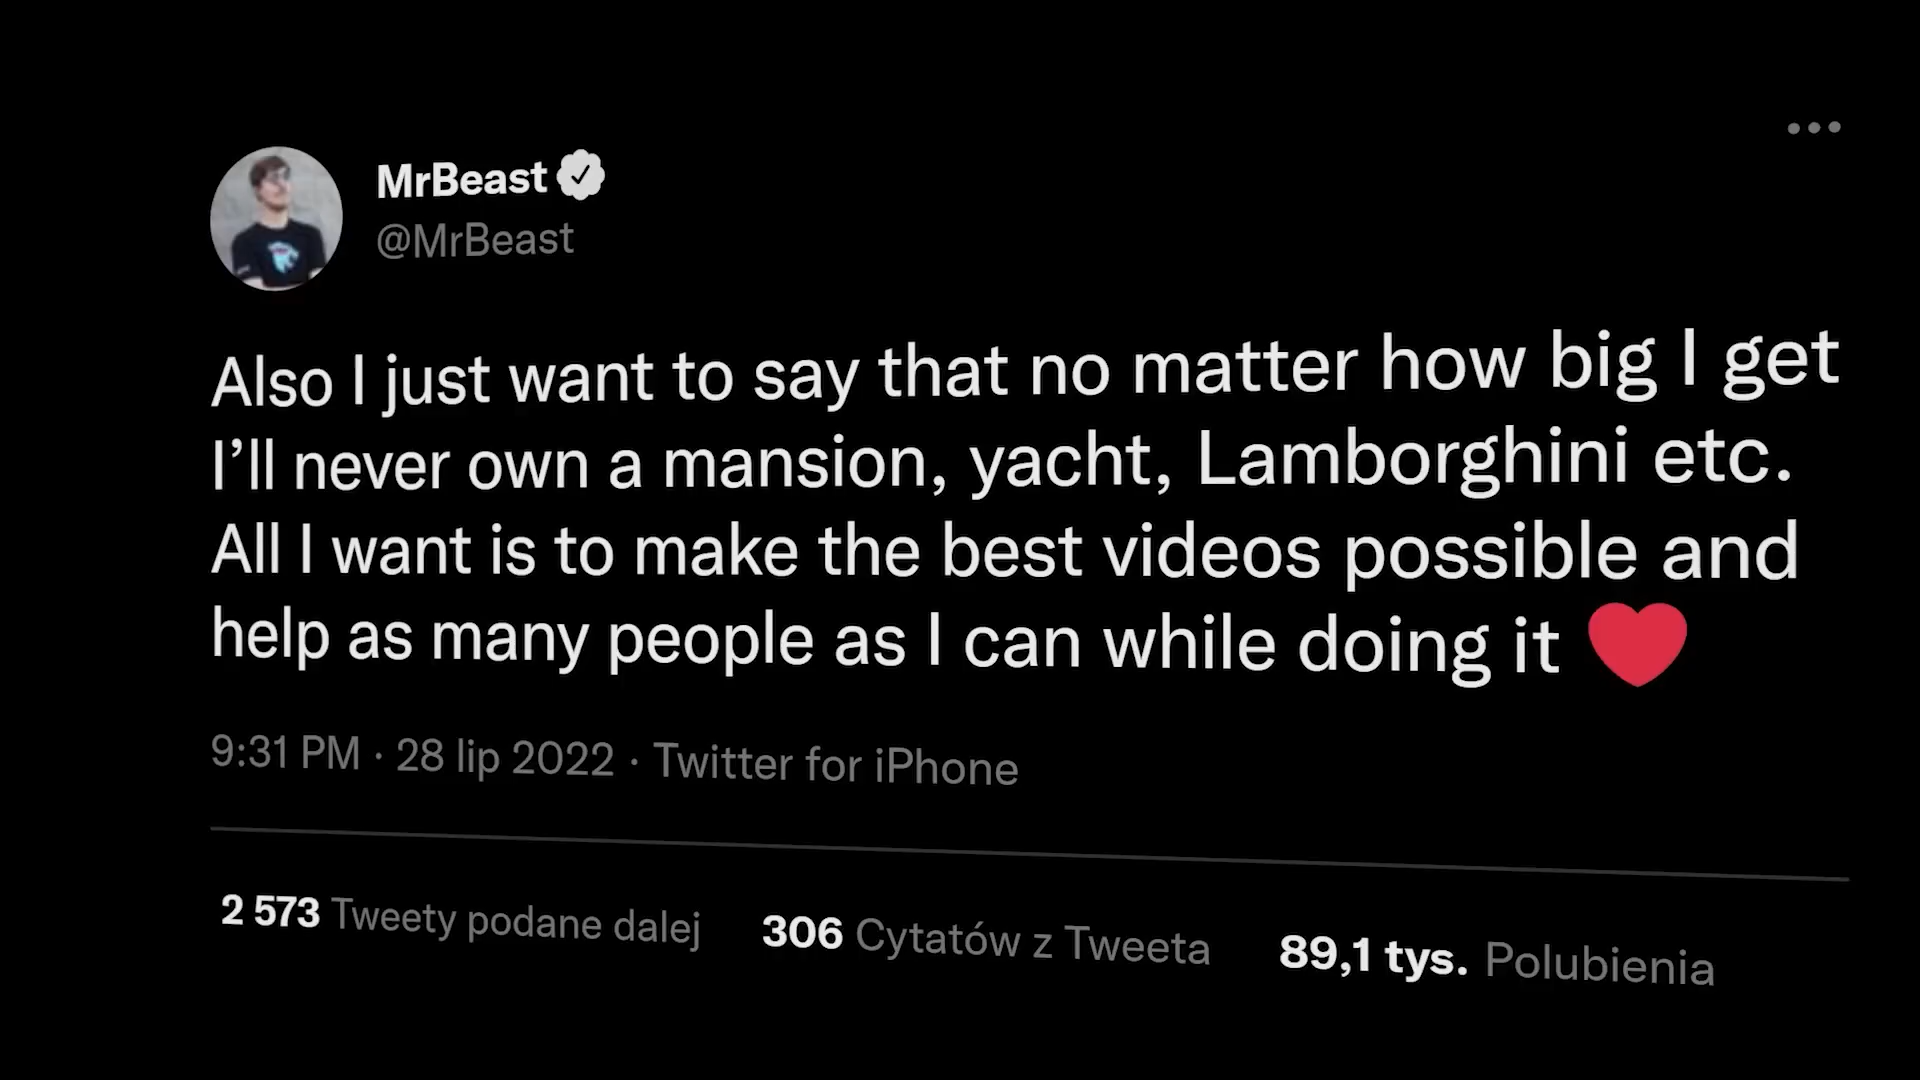 MrBeast
@MrBeast
Also I just want to say that no matter how big I get
I’ll never own a mansion, yacht, Lamborghini etc.
All I want is to make the best videos possible and
help as many people as I can while doing it ❤️
9:31 PM · 28 lip 2022 · Twitter for iPhone
2 573 Tweety podane dalej 306 Cytatów z Tweeta 89,1 tys. Polubienia